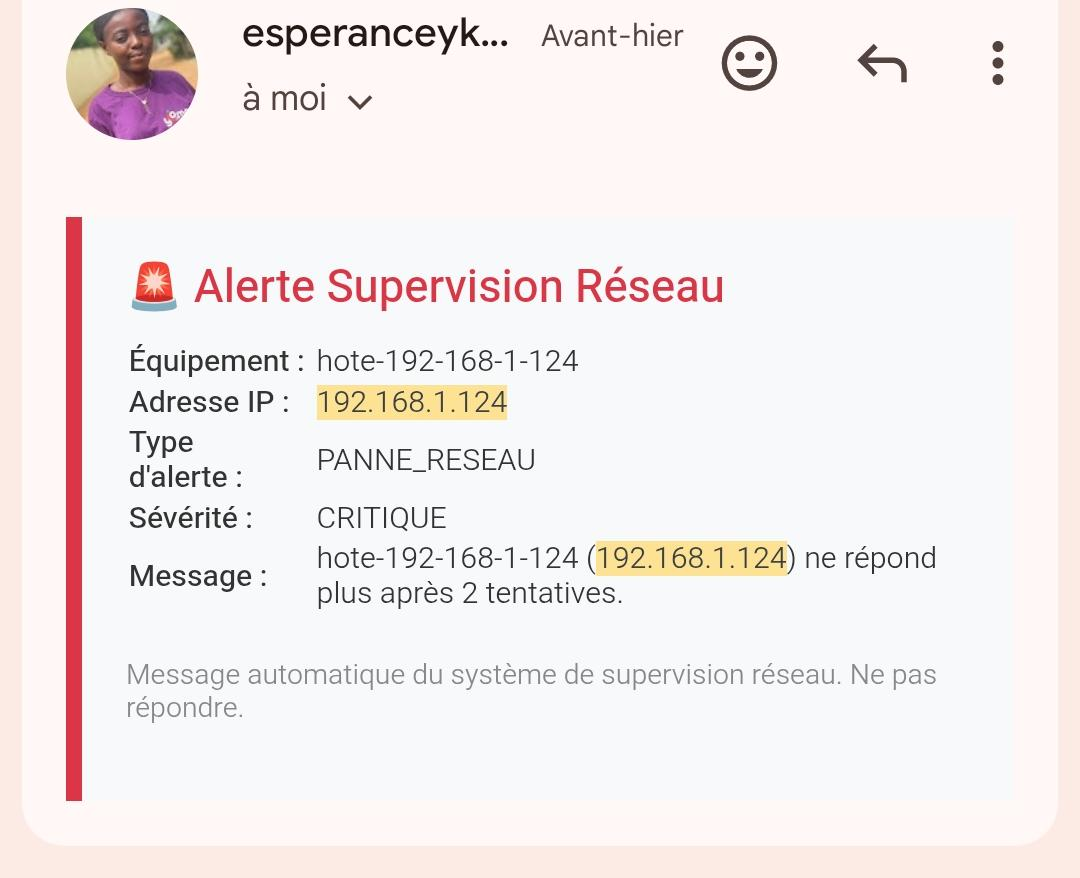 esperanceyk... Avant-hier
à moi
Alerte Supervision Réseau
Équipement : hote-192-168-1-124
Adresse IP : 192.168.1.124
Type
d'alerte : PANNE_RESEAU
Sévérité : CRITIQUE
Message : hote-192-168-1-124 (192.168.1.124) ne répond
plus après 2 tentatives.
Message automatique du système de supervision réseau. Ne pas
répondre.